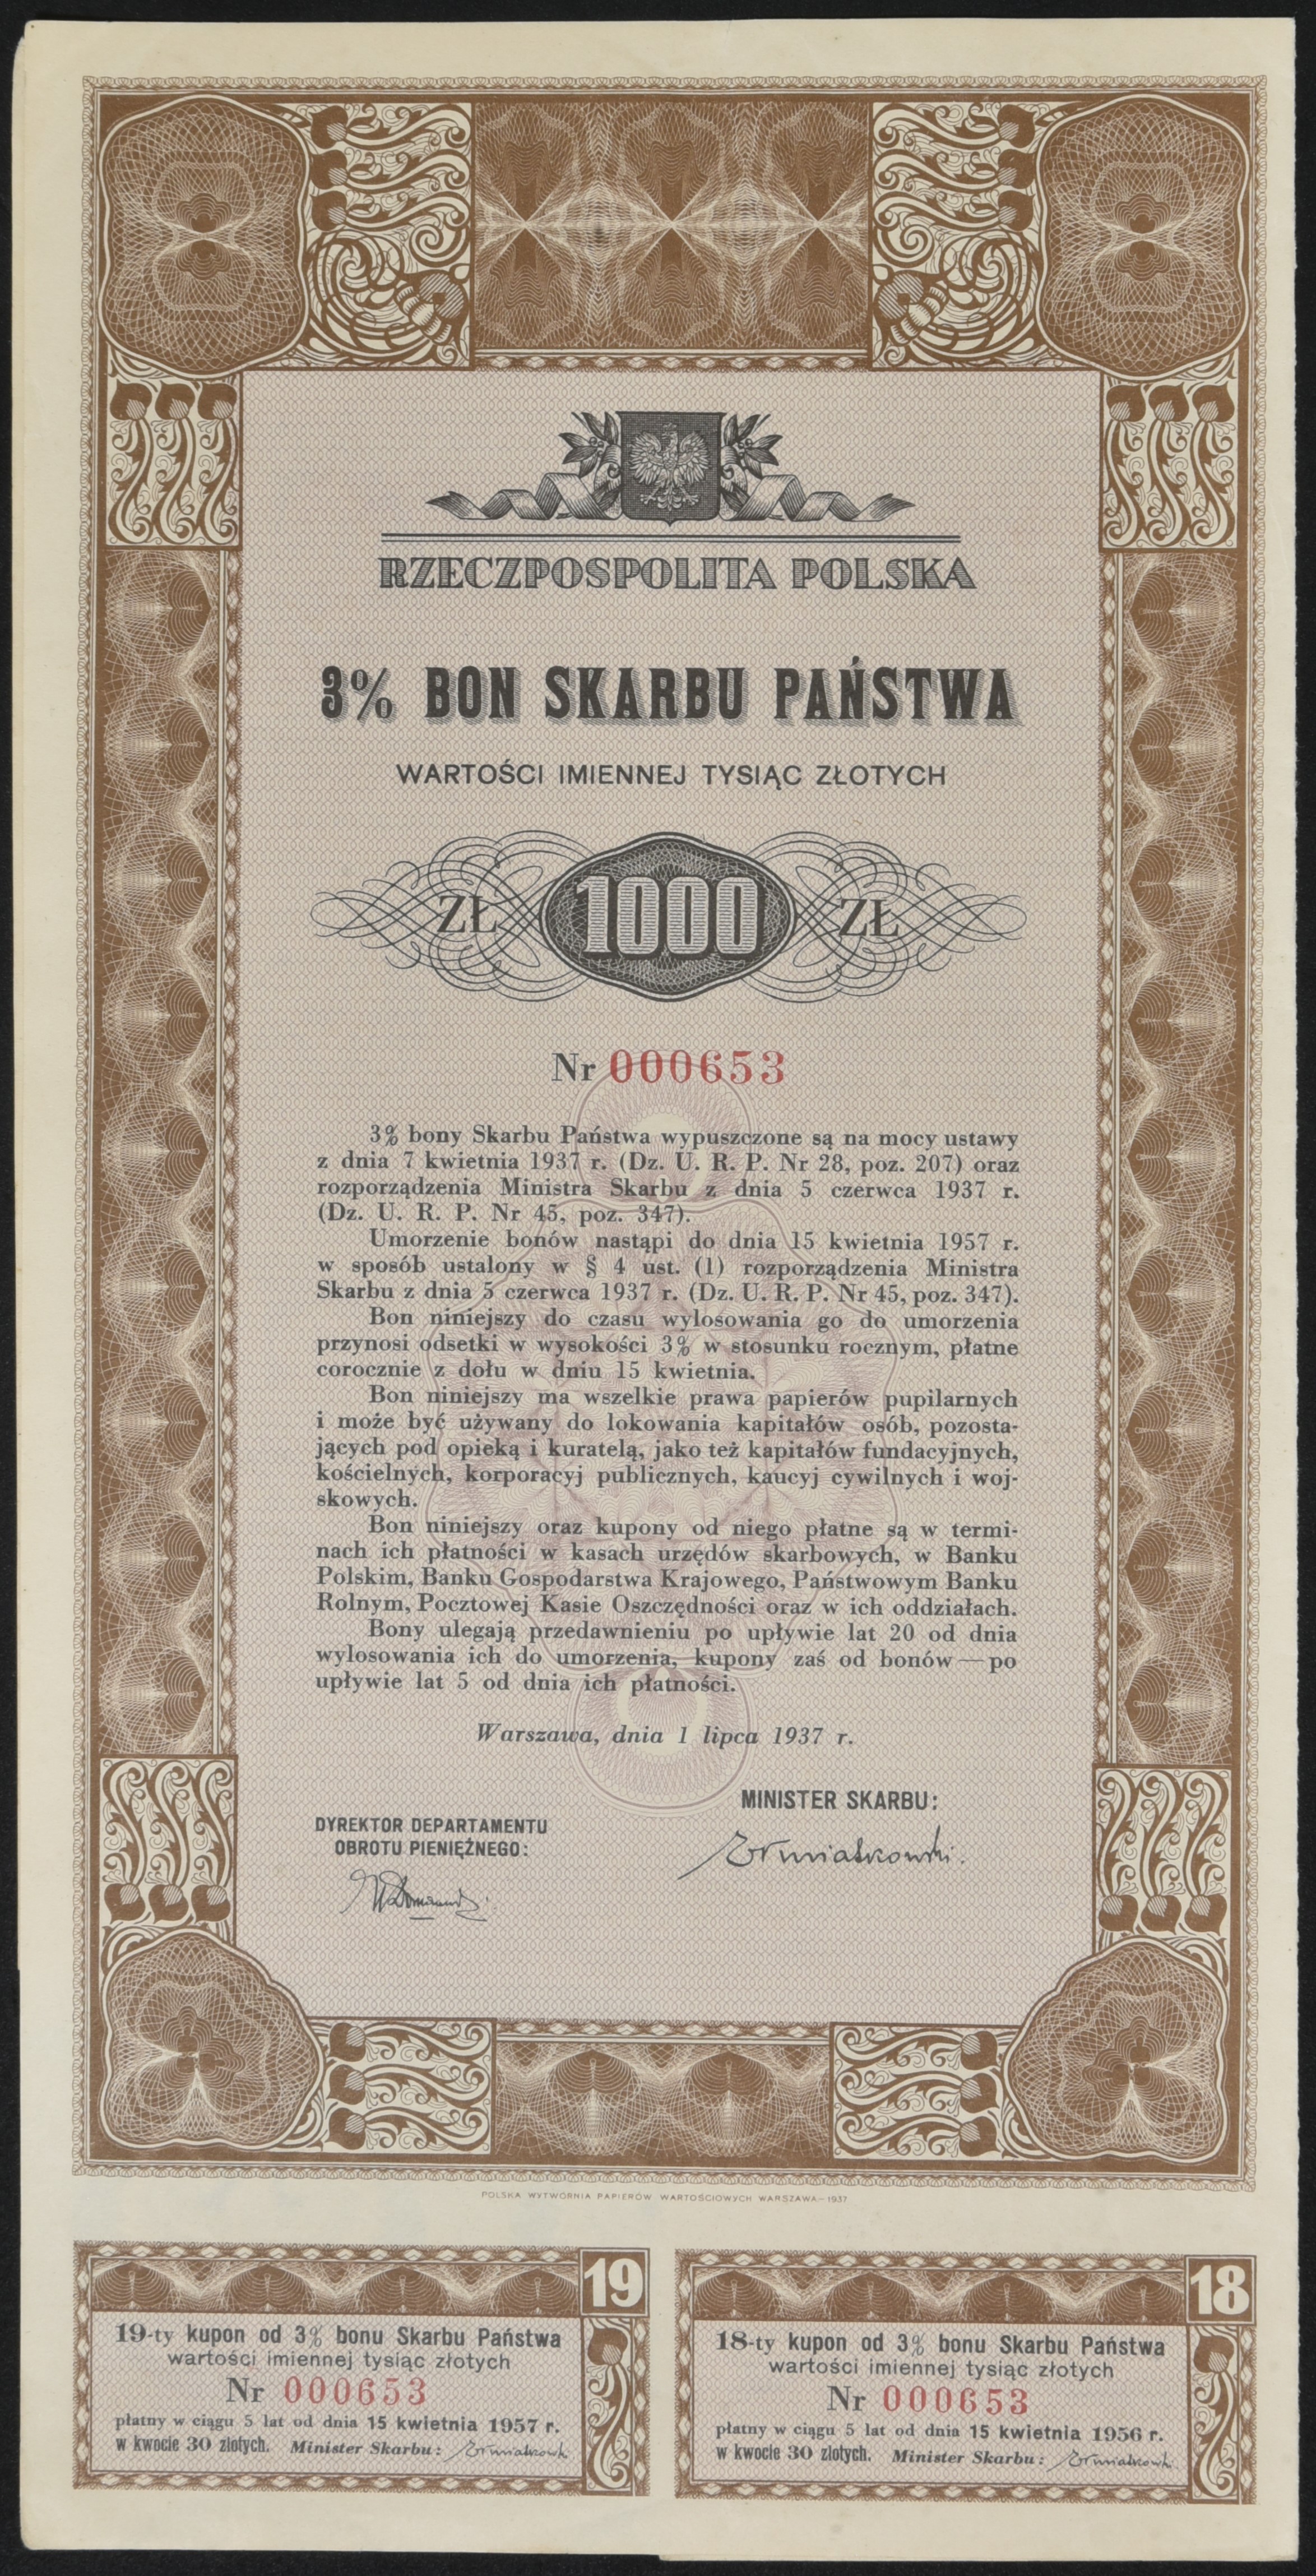 RZECZPOSPOLITA POLSKA
3% BON SKARBU PAŃSTWA
WARTOŚCI IMIENNEJ TYSIĄC ZŁOTYCH
ZŁ 1000 ZŁ
Nr 000653
3% bony Skarbu Państwa wypuszczone są na mocy ustawy
z dnia 7 kwietnia 1937 r. (Dz. U. R. P. Nr 28, poz. 207) oraz
rozporządzenia Ministra Skarbu z dnia 5 czerwca 1937 r.
(Dz. U. R. P. Nr 45, poz. 347).
Umorzenie bonów nastąpi do dnia 15 kwietnia 1957 r.
w sposób ustalony w § 4 ust. (1) rozporządzenia Ministra
Skarbu z dnia 5 czerwca 1937 r. (Dz. U. R. P. Nr 45, poz. 347).
Bon niniejszy do czasu wylosowania go do umorzenia
przynosi odsetki w wysokości 3% w stosunku rocznym, płatne
corocznie z dołu w dniu 15 kwietnia.
Bon niniejszy ma wszelkie prawa papierów pupilarnych
i może być używany do lokowania kapitałów osób, pozosta-
jących pod opieką i kuratelą, jako też kapitałów fundacyjnych,
kościelnych, korporacyj publicznych, kaucyj cywilnych i woj-
skowych.
Bon niniejszy oraz kupony od niego płatne są w termi-
nach ich płatności w kasach urzędów skarbowych, w Banku
Polskim, Banku Gospodarstwa Krajowego, Państwowym Banku
Rolnym, Pocztowej Kasie Oszczędności oraz w ich oddziałach.
Bony ulegają przedawnieniu po upływie lat 20 od dnia
wylosowania ich do umorzenia, kupony zaś od bonów — po
upływie lat 5 od dnia ich płatności.
Warszawa, dnia 1 lipca 1937 r.
MINISTER SKARBU:
DYREKTOR DEPARTAMENTU
OBROTU PIENIĘŻNEGO:
POLSKA WYTWÓRNIA PAPIERÓW WARTOŚCIOWYCH WARSZAWA—1937
19
19-ty kupon od 3% bonu Skarbu Państwa
wartości imiennej tysiąc złotych
Nr 000653
płatny w ciągu 5 lat od dnia 15 kwietnia 1957 r.
w kwocie 30 złotych. Minister Skarbu:
18
18-ty kupon od 3% bonu Skarbu Państwa
wartości imiennej tysiąc złotych
Nr 000653
płatny w ciągu 5 lat od dnia 15 kwietnia 1956 r.
w kwocie 30 złotych. Minister Skarbu: